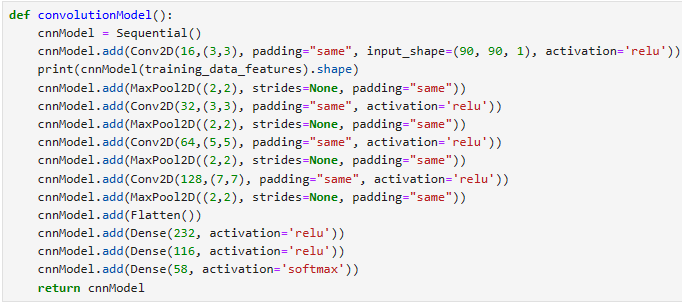 def convolutionModel():
    cnnModel = Sequential()
    cnnModel.add(Conv2D(16,(3,3), padding="same", input_shape=(90, 90, 1), activation='relu'))
    print(cnnModel(training_data_features).shape)
    cnnModel.add(MaxPool2D((2,2), strides=None, padding="same"))
    cnnModel.add(Conv2D(32,(3,3), padding="same", activation='relu'))
    cnnModel.add(MaxPool2D((2,2), strides=None, padding="same"))
    cnnModel.add(Conv2D(64,(5,5), padding="same", activation='relu'))
    cnnModel.add(MaxPool2D((2,2), strides=None, padding="same"))
    cnnModel.add(Conv2D(128,(7,7), padding="same", activation='relu'))
    cnnModel.add(MaxPool2D((2,2), strides=None, padding="same"))
    cnnModel.add(Flatten())
    cnnModel.add(Dense(232, activation='relu'))
    cnnModel.add(Dense(116, activation='relu'))
    cnnModel.add(Dense(58, activation='softmax'))
    return cnnModel